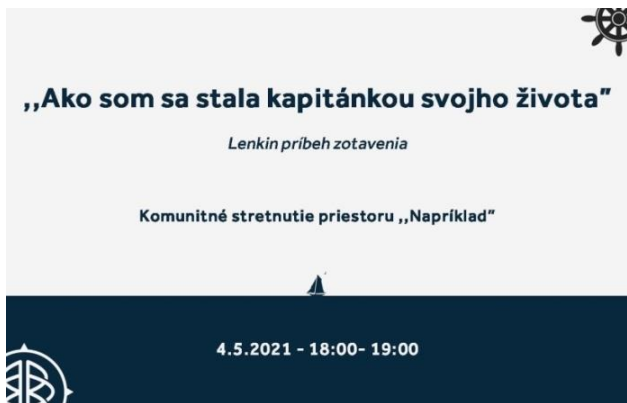 ,,Ako som sa stala kapitánkou svojho života”
Lenkin príbeh zotavenia
Komunitné stretnutie priestoru ,,Napríklad”
4.5.2021 - 18:00- 19:00